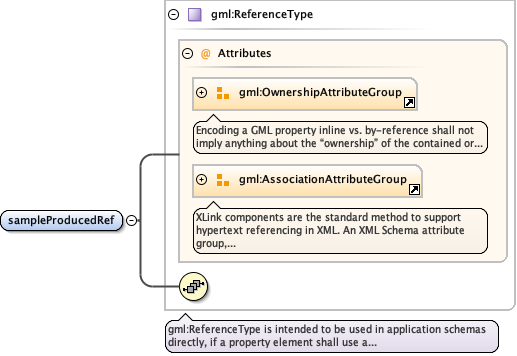 gml:ReferenceType
@ Attributes
gml:OwnershipAttributeGroup
Encoding a GML property inline vs. by-reference shall not
imply anything about the “ownership” of the contained or...
gml:AssociationAttributeGroup
XLink components are the standard method to support
hypertext referencing in XML. An XML Schema attribute
group,...
sampleProducedRef
gml:ReferenceType is intended to be used in application schemas
directly, if a property element shall use a...